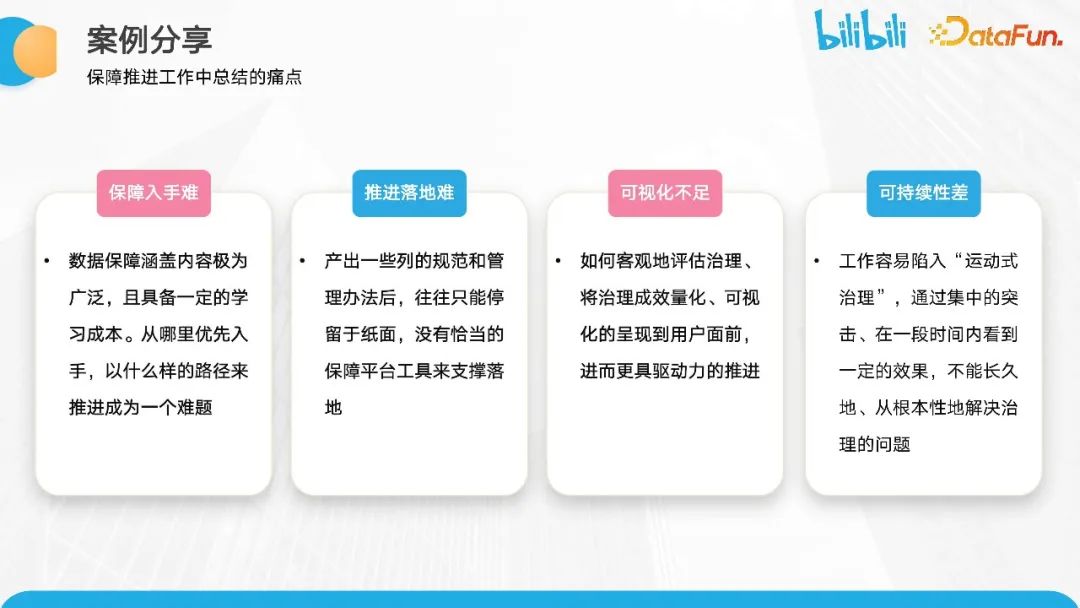 案例分享
保障推进工作中总结的痛点
bilibili
DataFun.
保障入手难
• 数据保障涵盖内容极为
广泛，且具备一定的学
习成本。从哪里优先入
手，以什么样的路径来
推进成为一个难题
推进落地难
• 产出一些列的规范和管
理办法后，往往只能停
留于纸面，没有恰当的
保障平台工具来支撑落
地
可视化不足
• 如何客观地评估治理、
将治理成效量化、可视
化的呈现到用户面前，
进而更具驱动力的推进
可持续性差
• 工作容易陷入“运动式
治理”，通过集中的突
击、在一段时间内看到
一定的效果，不能长久
地、从根本性地解决治
理的问题